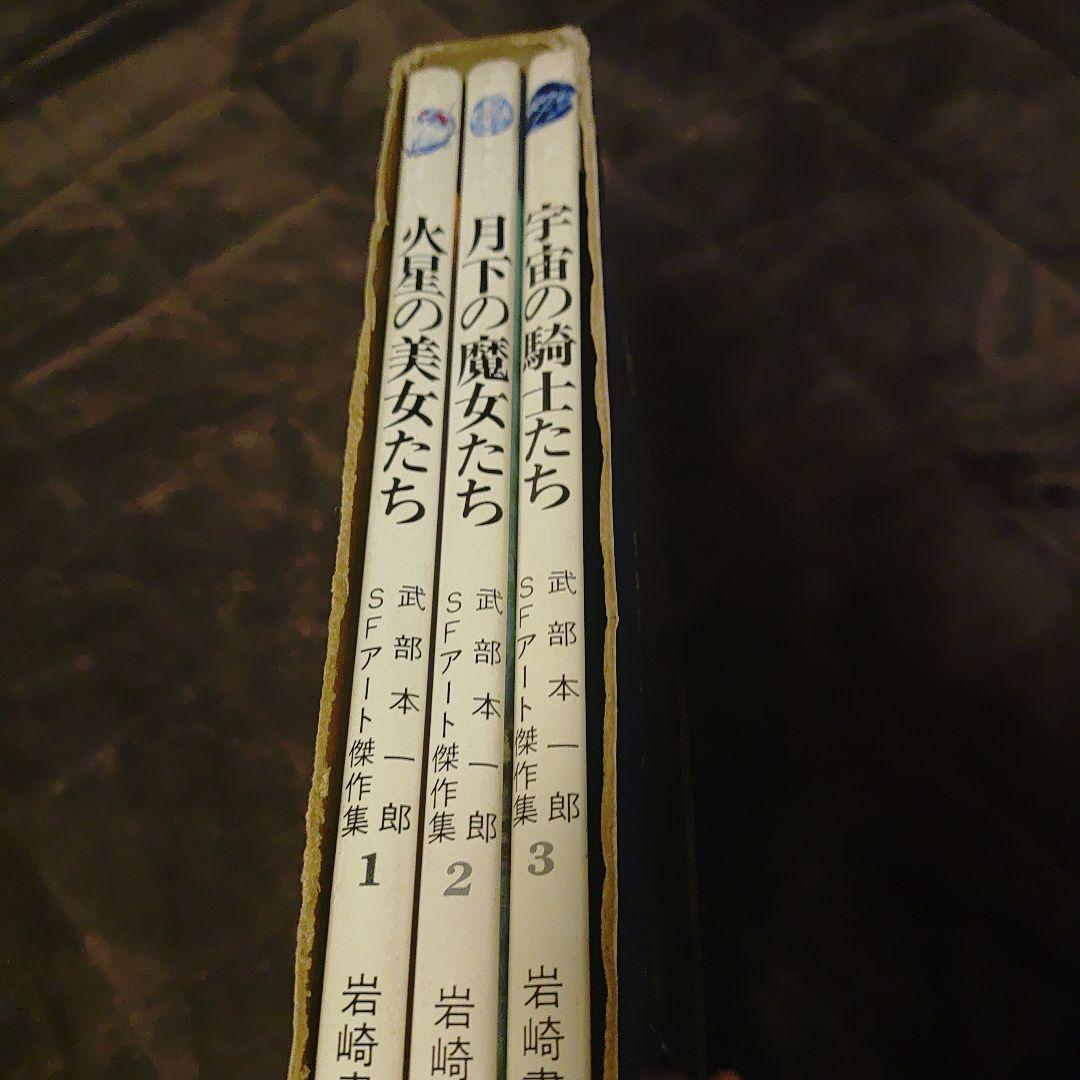 火星の美女たち
武部本一郎
SFアート傑作集
1
岩崎
月下の魔女たち
武部本一郎
SFアート傑作集
2
岩崎
宇宙の騎士たち
武部本一郎
SFアート傑作集
3
岩崎書